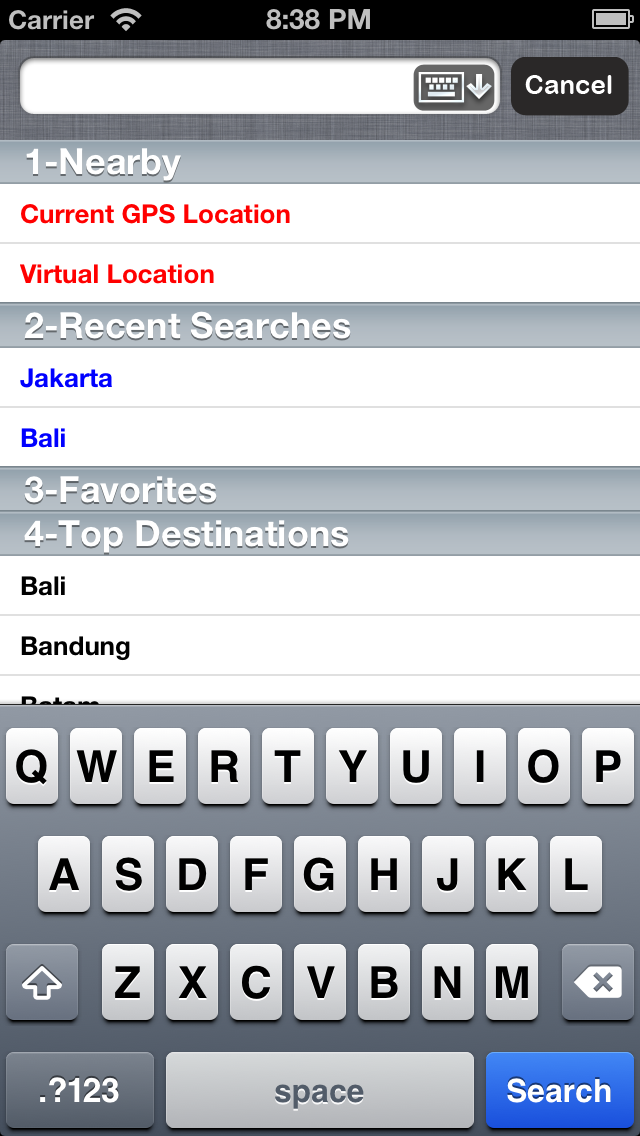 Carrier 8:38 PM
Cancel
1-Nearby
Current GPS Location
Virtual Location
2-Recent Searches
Jakarta
Bali
3-Favorites
4-Top Destinations
Bali
Bandung
Batam
Q W E R T Y U I O P
A S D F G H J K L
Z X C V B N M
.?123 space Search